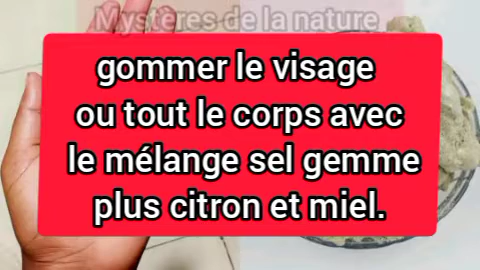 Mystères de la nature
gommer le visage
ou tout le corps avec
le mélange sel gemme
plus citron et miel.